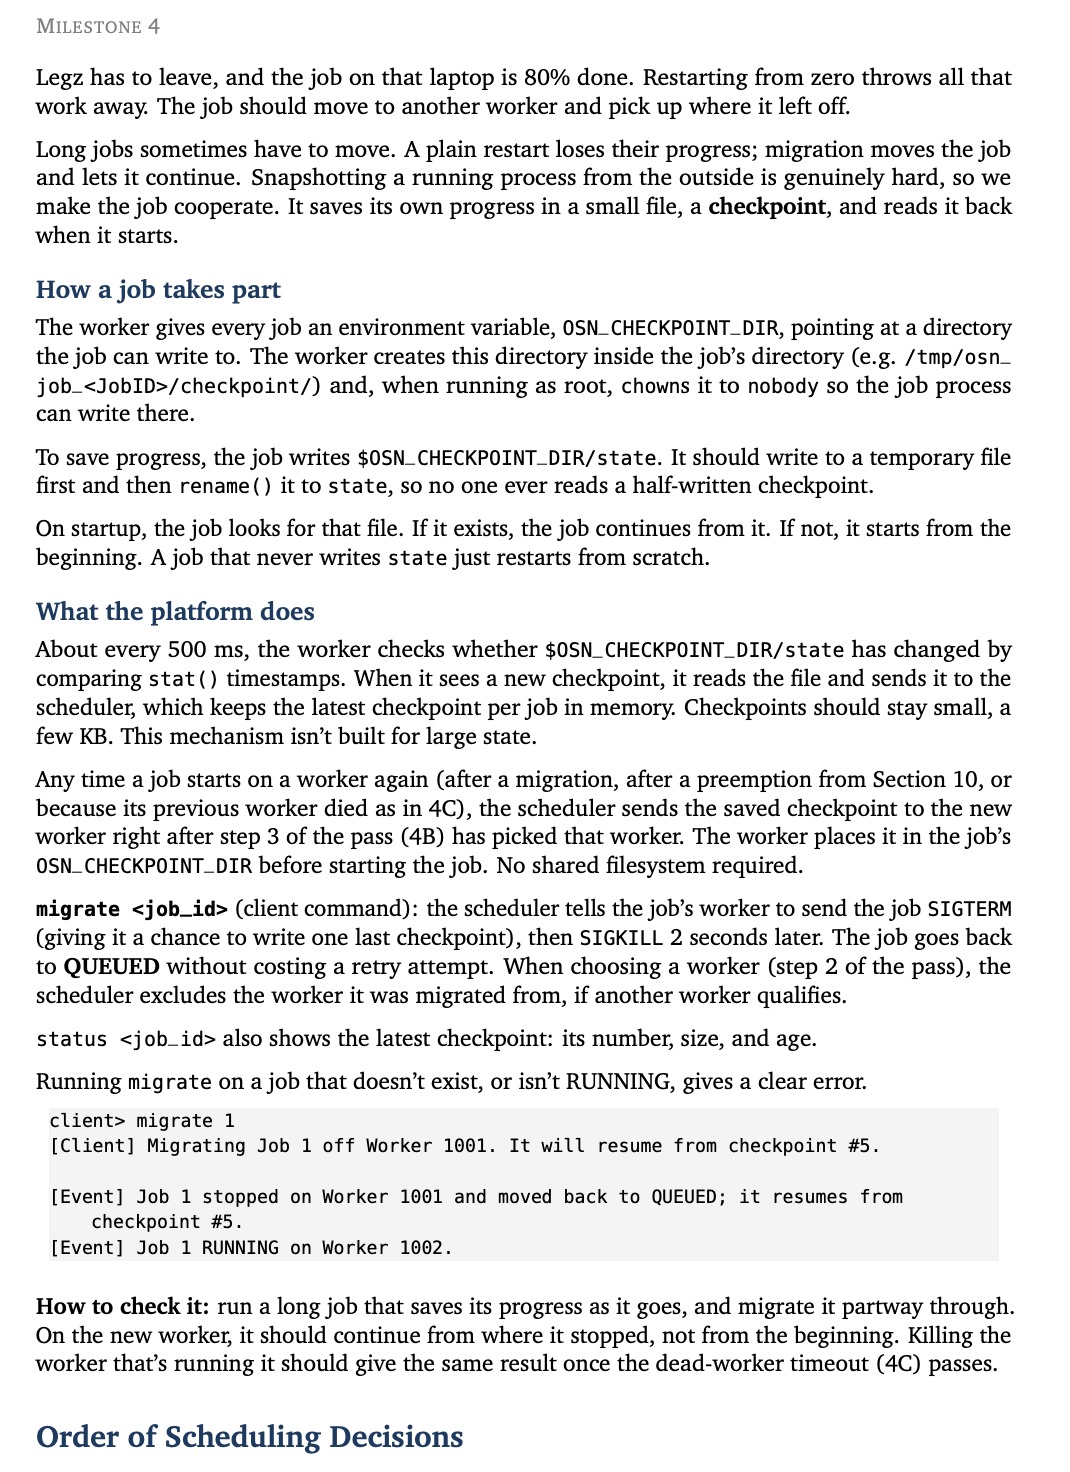 MILESTONE 4
Legz has to leave, and the job on that laptop is 80% done. Restarting from zero throws all that
work away. The job should move to another worker and pick up where it left off.
Long jobs sometimes have to move. A plain restart loses their progress; migration moves the job
and lets it continue. Snapshotting a running process from the outside is genuinely hard, so we
make the job cooperate. It saves its own progress in a small file, a checkpoint, and reads it back
when it starts.
How a job takes part
The worker gives every job an environment variable, OSN_CHECKPOINT_DIR, pointing at a directory
the job can write to. The worker creates this directory inside the job’s directory (e.g. /tmp/osn_
job_<JobID>/checkpoint/) and, when running as root, chowns it to nobody so the job process
can write there.
To save progress, the job writes $OSN_CHECKPOINT_DIR/state. It should write to a temporary file
first and then rename() it to state, so no one ever reads a half-written checkpoint.
On startup, the job looks for that file. If it exists, the job continues from it. If not, it starts from the
beginning. A job that never writes state just restarts from scratch.
What the platform does
About every 500 ms, the worker checks whether $OSN_CHECKPOINT_DIR/state has changed by
comparing stat() timestamps. When it sees a new checkpoint, it reads the file and sends it to the
scheduler, which keeps the latest checkpoint per job in memory. Checkpoints should stay small, a
few KB. This mechanism isn’t built for large state.
Any time a job starts on a worker again (after a migration, after a preemption from Section 10, or
because its previous worker died as in 4C), the scheduler sends the saved checkpoint to the new
worker right after step 3 of the pass (4B) has picked that worker. The worker places it in the job’s
OSN_CHECKPOINT_DIR before starting the job. No shared filesystem required.
migrate <job_id> (client command): the scheduler tells the job’s worker to send the job SIGTERM
(giving it a chance to write one last checkpoint), then SIGKILL 2 seconds later. The job goes back
to QUEUED without costing a retry attempt. When choosing a worker (step 2 of the pass), the
scheduler excludes the worker it was migrated from, if another worker qualifies.
status <job_id> also shows the latest checkpoint: its number, size, and age.
Running migrate on a job that doesn’t exist, or isn’t RUNNING, gives a clear error.
client> migrate 1
[Client] Migrating Job 1 off Worker 1001. It will resume from checkpoint #5.
[Event] Job 1 stopped on Worker 1001 and moved back to QUEUED; it resumes from
checkpoint #5.
[Event] Job 1 RUNNING on Worker 1002.
How to check it: run a long job that saves its progress as it goes, and migrate it partway through.
On the new worker, it should continue from where it stopped, not from the beginning. Killing the
worker that’s running it should give the same result once the dead-worker timeout (4C) passes.
Order of Scheduling Decisions